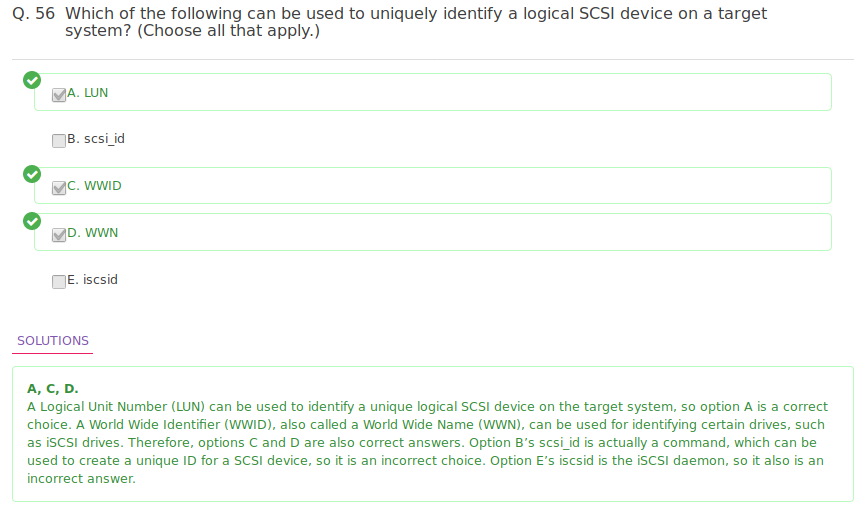 Q. 56 Which of the following can be used to uniquely identify a logical SCSI device on a target
system? (Choose all that apply.)
A. LUN
B. scsi_id
C. WWID
D. WWN
E. iscsid
SOLUTIONS
A, C, D.
A Logical Unit Number (LUN) can be used to identify a unique logical SCSI device on the target system, so option A is a correct
choice. A World Wide Identifier (WWID), also called a World Wide Name (WWN), can be used for identifying certain drives, such
as iSCSI drives. Therefore, options C and D are also correct answers. Option B’s scsi_id is actually a command, which can be
used to create a unique ID for a SCSI device, so it is an incorrect choice. Option E’s iscsid is the iSCSI daemon, so it also is an
incorrect answer.